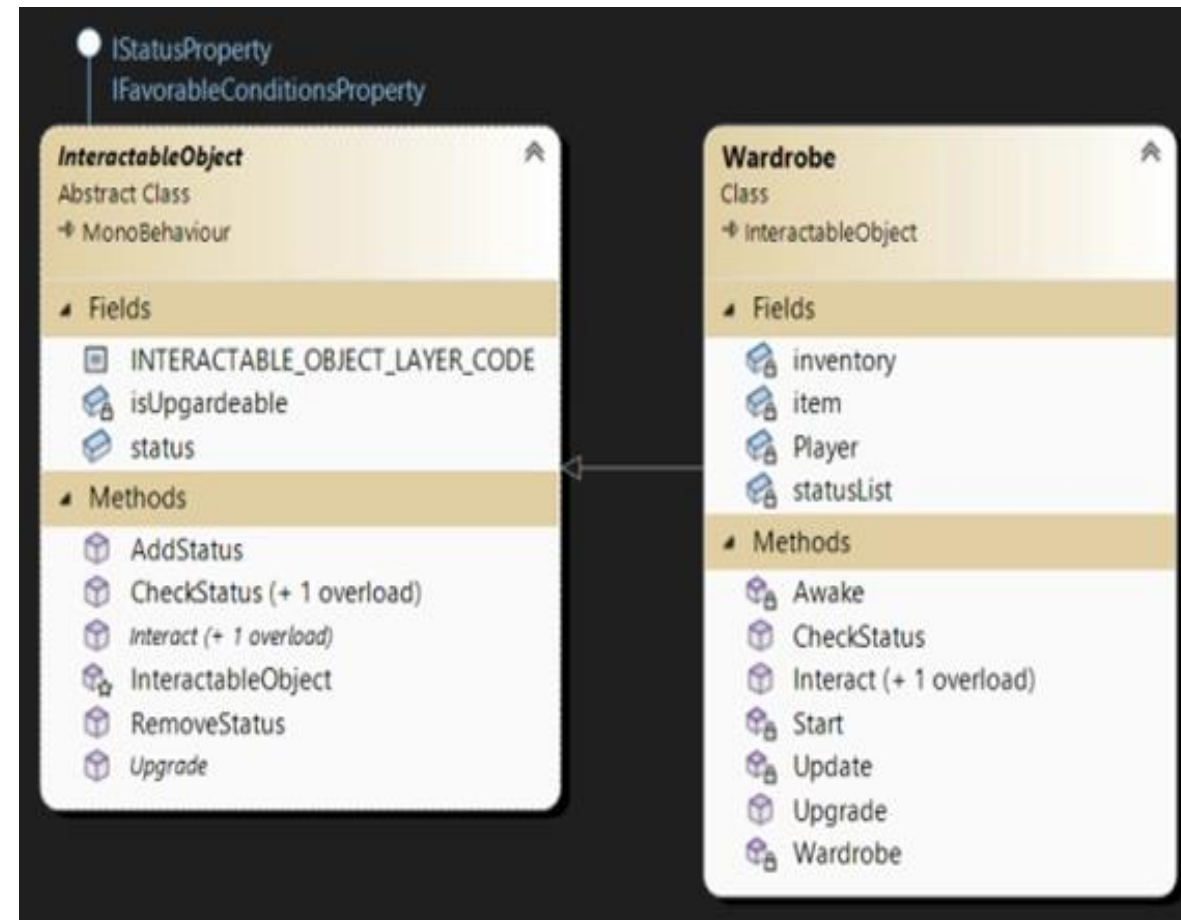 IStatusProperty
IFavorableConditionsProperty
InteractableObject
Abstract Class
MonoBehaviour
Fields
INTERACTABLE_OBJECT_LAYER_CODE
isUpgardeable
status
Methods
AddStatus
CheckStatus (+ 1 overload)
Interact (+ 1 overload)
InteractableObject
RemoveStatus
Upgrade
Wardrobe
Class
InteractableObject
Fields
inventory
item
Player
statusList
Methods
Awake
CheckStatus
Interact (+ 1 overload)
Start
Update
Upgrade
Wardrobe